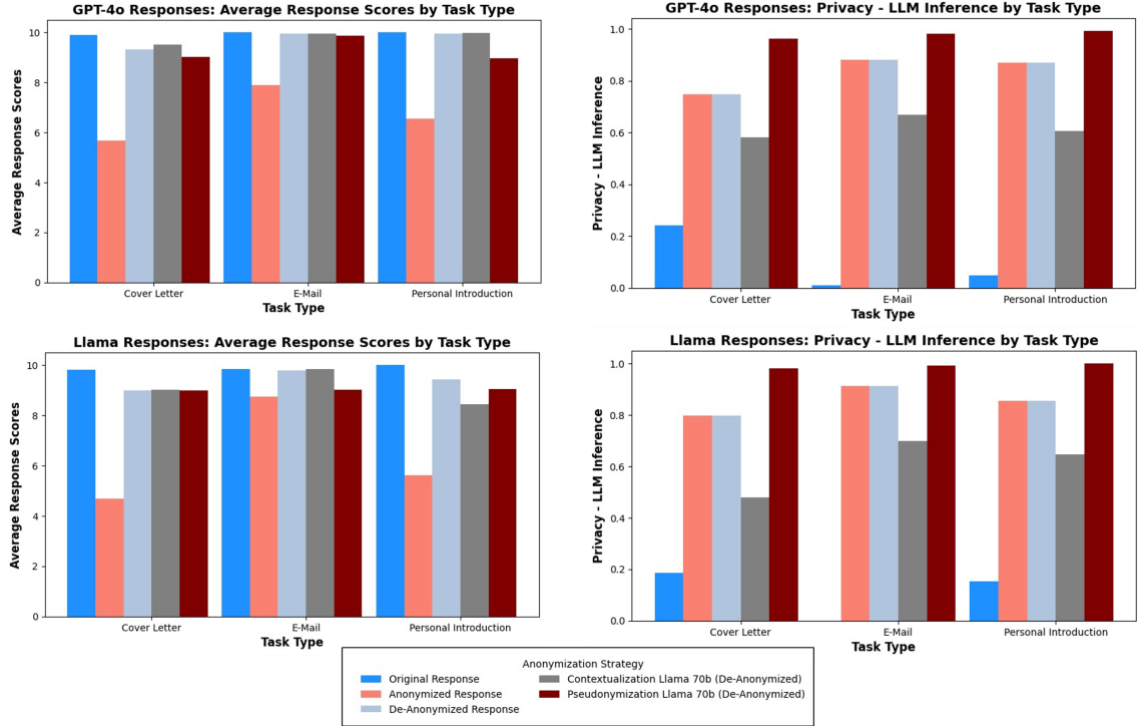 GPT-4o Responses: Average Response Scores by Task Type
Average Response Scores
10
8
6
4
2
0
Cover Letter
E-Mail
Personal Introduction
Task Type
GPT-4o Responses: Privacy - LLM Inference by Task Type
Privacy - LLM Inference
1.0
0.8
0.6
0.4
0.2
0.0
Cover Letter
E-Mail
Personal Introduction
Task Type
Llama Responses: Average Response Scores by Task Type
Average Response Scores
10
8
6
4
2
0
Cover Letter
E-Mail
Personal Introduction
Task Type
Llama Responses: Privacy - LLM Inference by Task Type
Privacy - LLM Inference
1.0
0.8
0.6
0.4
0.2
0.0
Cover Letter
E-Mail
Personal Introduction
Task Type
Anonymization Strategy
Original Response
Anonymized Response
De-Anonymized Response
Contextualization Llama 70b (De-Anonymized)
Pseudonymization Llama 70b (De-Anonymized)